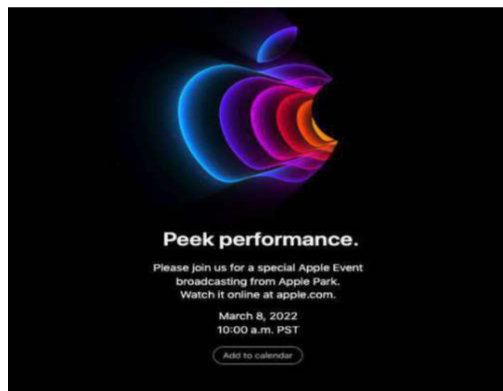 Peek performance.
Please join us for a special Apple Event
broadcasting from Apple Park.
Watch it online at apple.com.
March 8, 2022
10:00 a.m. PST
Add to calendar